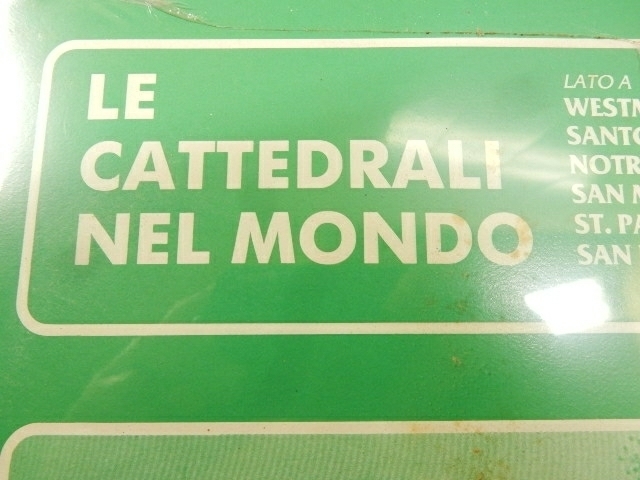 LE
CATTEDRALI
NEL MONDO
LATO A
SAN
ST.
SAN